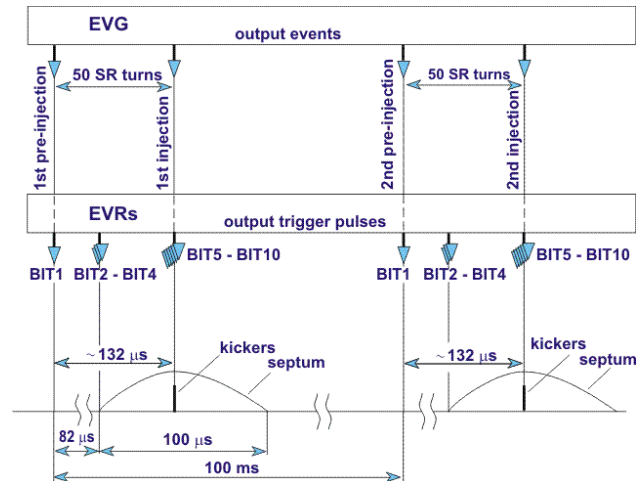 EVG
output events
50 SR turns
50 SR turns
1st pre-injection
1st injection
2nd pre-injection
2nd injection
EVRs
output trigger pulses
BIT1
BIT2 - BIT4
BIT5 - BIT10
BIT1
BIT2 - BIT4
BIT5 - BIT10
~ 132 µs
kickers
septum
~ 132 µs
kickers
septum
82 µs
100 µs
100 ms